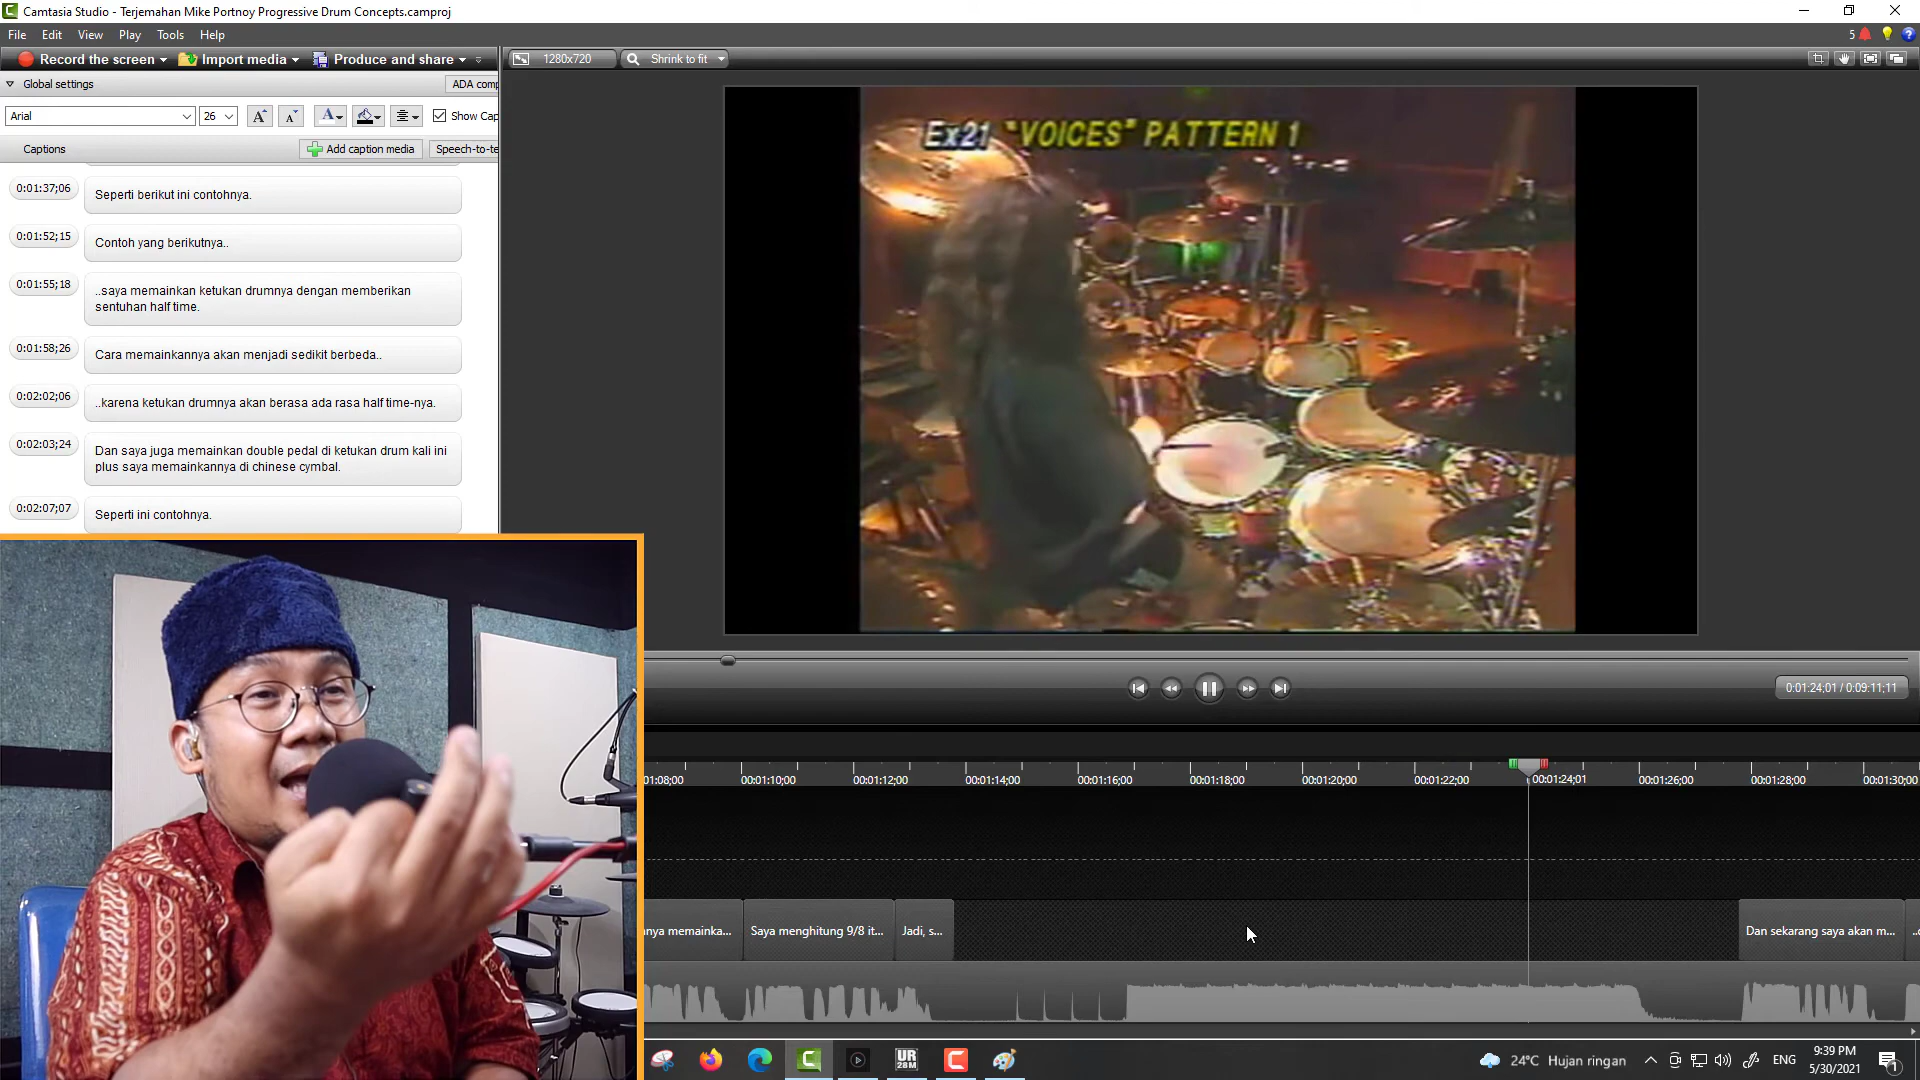 Camtasia Studio - Terjemahan Mike Portnoy Progressive Drum Concepts.camproj
File Edit View Play Tools Help
5
Record the screen
Import media
Produce and share
1280x720
Shrink to fit
Global settings
ADA comp
Arial
26
Show Cap
Captions
Add caption media
Speech-to-te
0:01:37;06
Seperti berikut ini contohnya.
0:01:52;15
Contoh yang berikutnya..
0:01:55;18
..saya memainkan ketukan drumnya dengan memberikan
sentuhan half time.
0:01:58;26
Cara memainkannya akan menjadi sedikit berbeda..
0:02:02;06
..karena ketukan drumnya akan berasa ada rasa half time-nya.
0:02:03;24
Dan saya juga memainkan double pedal di ketukan drum kali ini
plus saya memainkannya di chinese cymbal.
0:02:07;07
Seperti ini contohnya.
Ex21 "VOICES" PATTERN 1
0:01:24;01 / 0:09:11;11
01:08;00 00:01:10;00 00:01:12;00 00:01:14;00 00:01:16;00 00:01:18;00 00:01:20;00 00:01:22;00 00:01:24;01 00:01:26;00 00:01:28;00 00:01:30;00
nya memainka...
Saya menghitung 9/8 it...
Jadi, s...
Dan sekarang saya akan m...
UR
28M
24°C Hujan ringan
ENG
9:39 PM
5/30/2021
1